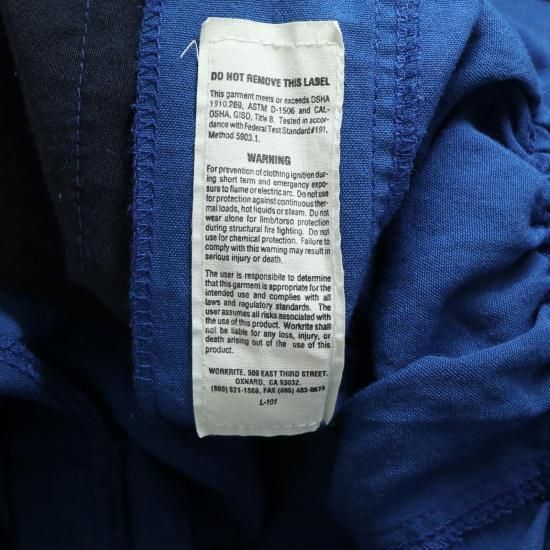 DO NOT REMOVE THIS LABEL
This garment meets or exceeds OSHA
1910.269, ASTM D-1506 and CAL-
OSHA, GISO, Title 8. Tested in accor-
dance with Federal Test Standard #191,
Method 5903.1.
WARNING
For prevention of clothing ignition dur-
ing short term and emergency expo-
sure to flame or electric arc. Do not use
for protection against continuous ther-
mal loads, hot liquids or steam. Do not
wear alone for limb/torso protection
during structural fire fighting. Do not
use for chemical protection. Failure to
comply with this warning may result in
serious injury or death.
The user is responsibile to determine
that this garment is appropriate for the
intended use and complies with all
laws and regulatory standards. The
user assumes all risks associated with
the use of this product. Workrite shall
not be liable for any loss, injury, or
death arising out of the use of this
product.
WORKRITE, 500 EAST THIRD STREET,
OXNARD, CA 93032.
(800) 521-1888, FAX (805) 483-0678
L-101